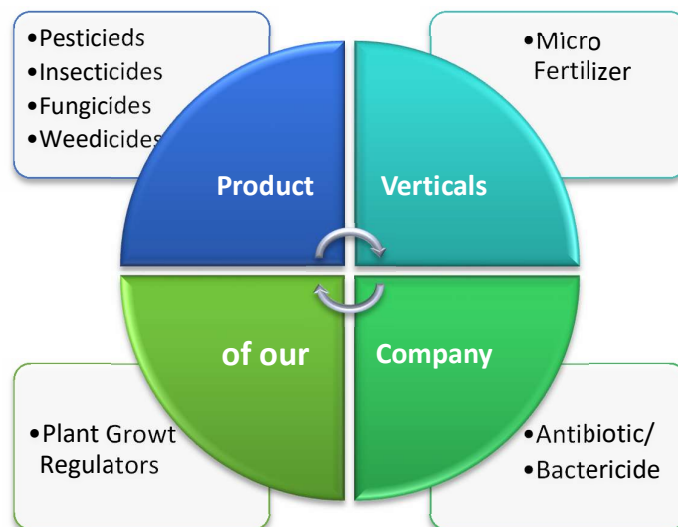 •Pesticieds
•Insecticides
•Fungicides
•Weedicides
•Micro
Fertilizer
Product
Verticals
of our
Company
•Plant Growt
Regulators
•Antibiotic/
•Bactericide